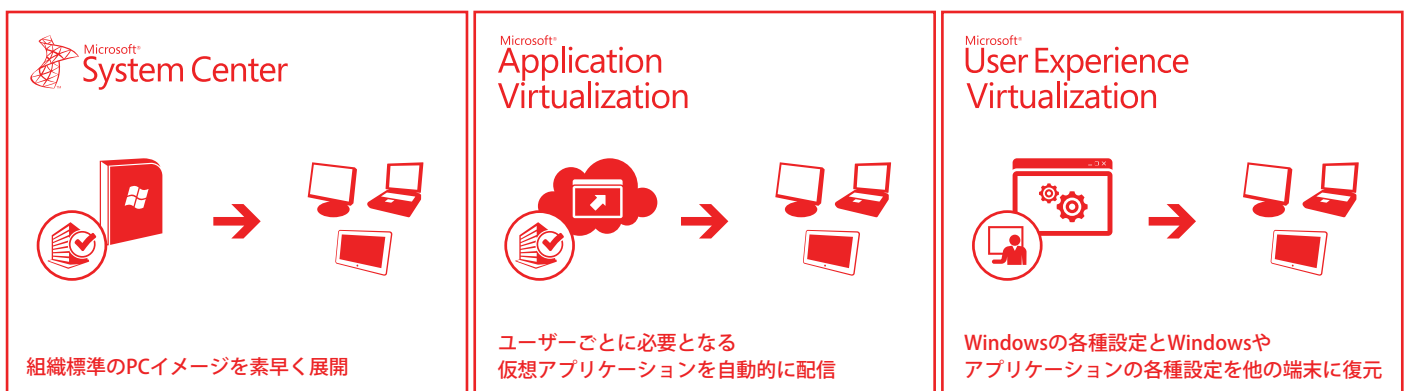 Microsoft®
System Center
組織標準のPCイメージを素早く展開
Microsoft®
Application
Virtualization
ユーザーごとに必要となる
仮想アプリケーションを自動的に配信
Microsoft®
User Experience
Virtualization
Windowsの各種設定とWindowsや
アプリケーションの各種設定を他の端末に復元